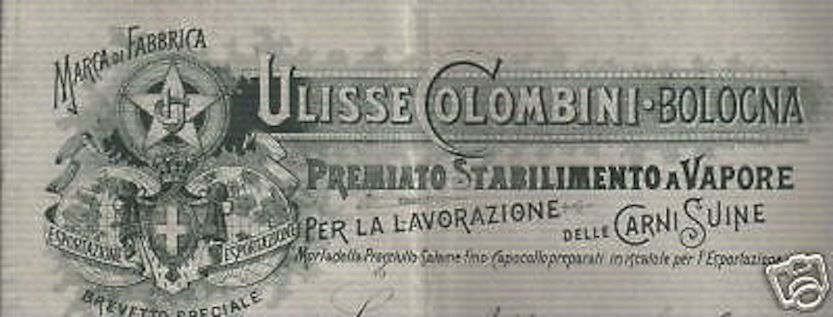 MARCA DI FABBRICA
ULISSE COLOMBINI·BOLOGNA
PREMIATO STABILIMENTO A VAPORE
PER LA LAVORAZIONE DELLE CARNI SUINE
Mortadella Prosciutto Salame fino Capocollo preparati in iscatole per l'Esportazione
ESPORTAZIONE
ESPORTAZIONE
BREVETTO SPECIALE